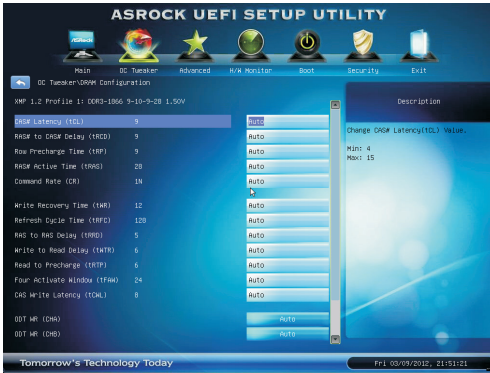 ASROCK UEFI SETUP UTILITY
ASRock
Main OC Tweaker Advanced H/W Monitor Boot Security Exit
OC Tweaker\DRAM Configuration
XMP 1.2 Profile 1: DDR3-1866 9-10-9-28 1.50V
CAS# Latency (tCL) 9 Auto
RAS# to CAS# Delay (tRCD) 9 Auto
Row Precharge Time (tRP) 9 Auto
RAS# Active Time (tRAS) 28 Auto
Command Rate (CR) 1N Auto
Write Recovery Time (tWR) 12 Auto
Refresh Cycle Time (tRFC) 128 Auto
RAS to RAS Delay (tRRD) 5 Auto
Write to Read Delay (tWTR) 6 Auto
Read to Precharge (tRTP) 6 Auto
Four Activate Window (tFAW) 24 Auto
CAS Write Latency (tCWL) 8 Auto
ODT WR (CHA) Auto
ODT WR (CHB) Auto
Description
Change CAS# Latency(tCL) Value.
Min: 4
Max: 15
Tomorrow's Technology Today
Fri 03/09/2012, 21:51:21